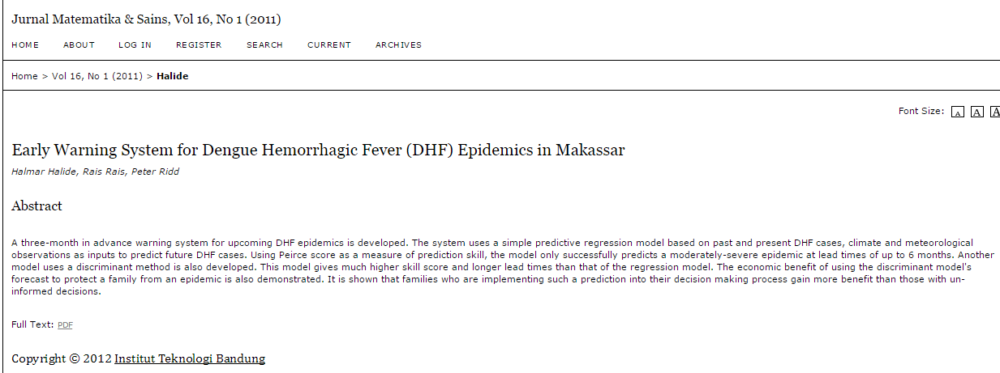 Jurnal Matematika & Sains, Vol 16, No 1 (2011)
HOME ABOUT LOG IN REGISTER SEARCH CURRENT ARCHIVES
Home > Vol 16, No 1 (2011) > Halide
Font Size: A A A
Early Warning System for Dengue Hemorrhagic Fever (DHF) Epidemics in Makassar
Halmar Halide, Rais Rais, Peter Ridd
Abstract
A three-month in advance warning system for upcoming DHF epidemics is developed. The system uses a simple predictive regression model based on past and present DHF cases, climate and meteorological
observations as inputs to predict future DHF cases. Using Peirce score as a measure of prediction skill, the model only successfully predicts a moderately-severe epidemic at lead times of up to 6 months. Another
model uses a discriminant method is also developed. This model gives much higher skill score and longer lead times than that of the regression model. The economic benefit of using the discriminant model's
forecast to protect a family from an epidemic is also demonstrated. It is shown that families who are implementing such a prediction into their decision making process gain more benefit than those with un-
informed decisions.
Full Text: PDF
Copyright © 2012 Institut Teknologi Bandung